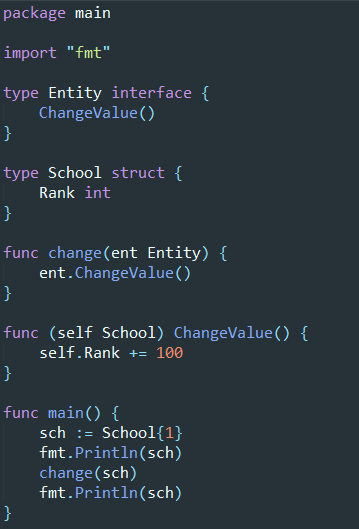 package main
import "fmt"
type Entity interface {
    ChangeValue()
}
type School struct {
    Rank int
}
func change(ent Entity) {
    ent.ChangeValue()
}
func (self School) ChangeValue() {
    self.Rank += 100
}
func main() {
    sch := School{1}
    fmt.Println(sch)
    change(sch)
    fmt.Println(sch)
}